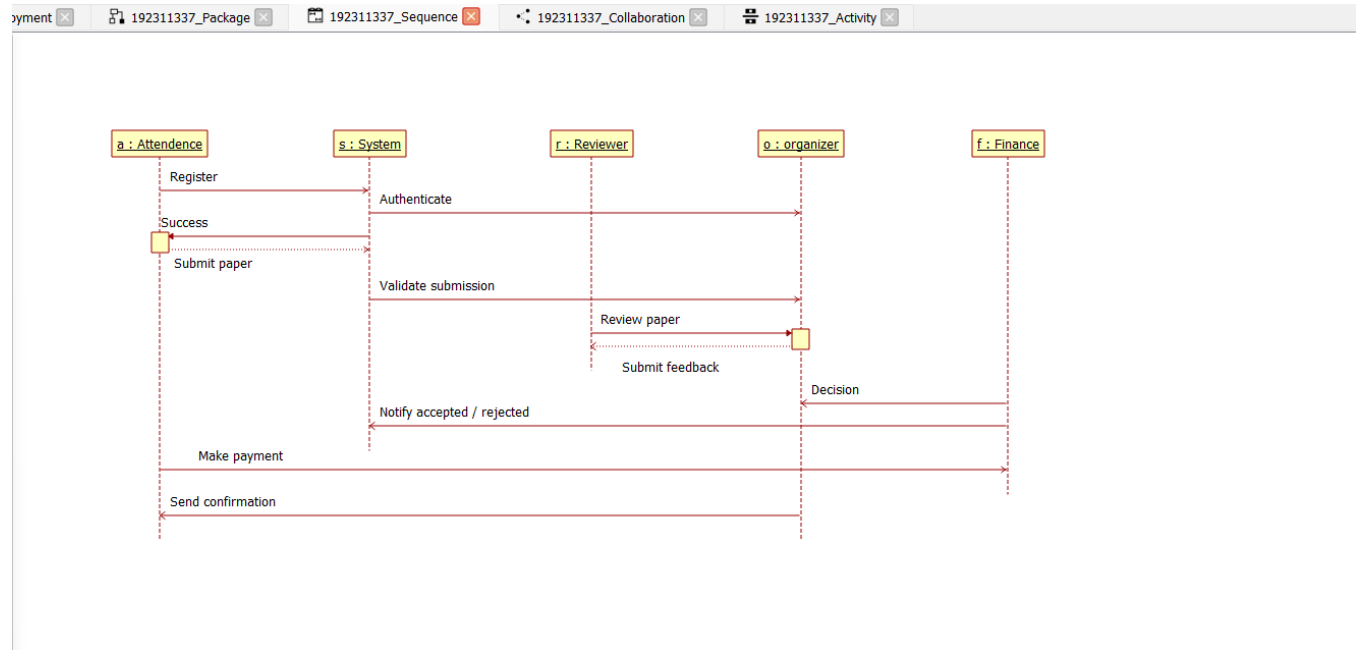 oyment 192311337_Package 192311337_Sequence 192311337_Collaboration 192311337_Activity
a : Attendence s : System r : Reviewer o : organizer f : Finance
Register
Authenticate
Success
Submit paper
Validate submission
Review paper
Submit feedback
Decision
Notify accepted / rejected
Make payment
Send confirmation